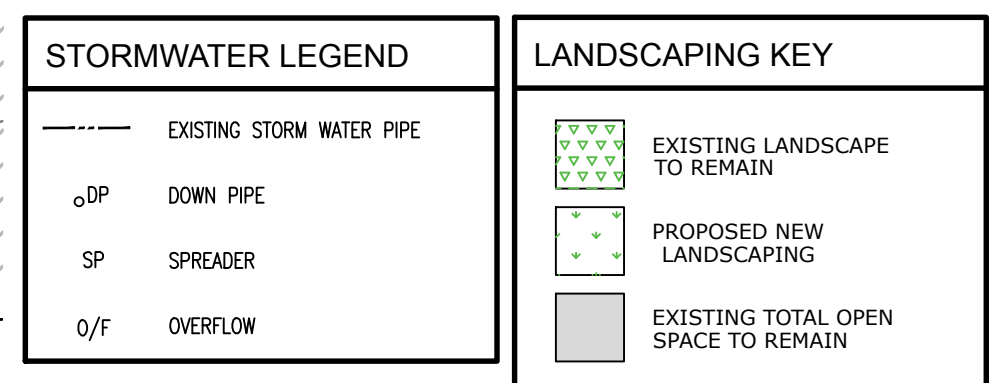 STORMWATER LEGEND
EXISTING STORM WATER PIPE
DP DOWN PIPE
SP SPREADER
O/F OVERFLOW
LANDSCAPING KEY
EXISTING LANDSCAPE
TO REMAIN
PROPOSED NEW
LANDSCAPING
EXISTING TOTAL OPEN
SPACE TO REMAIN